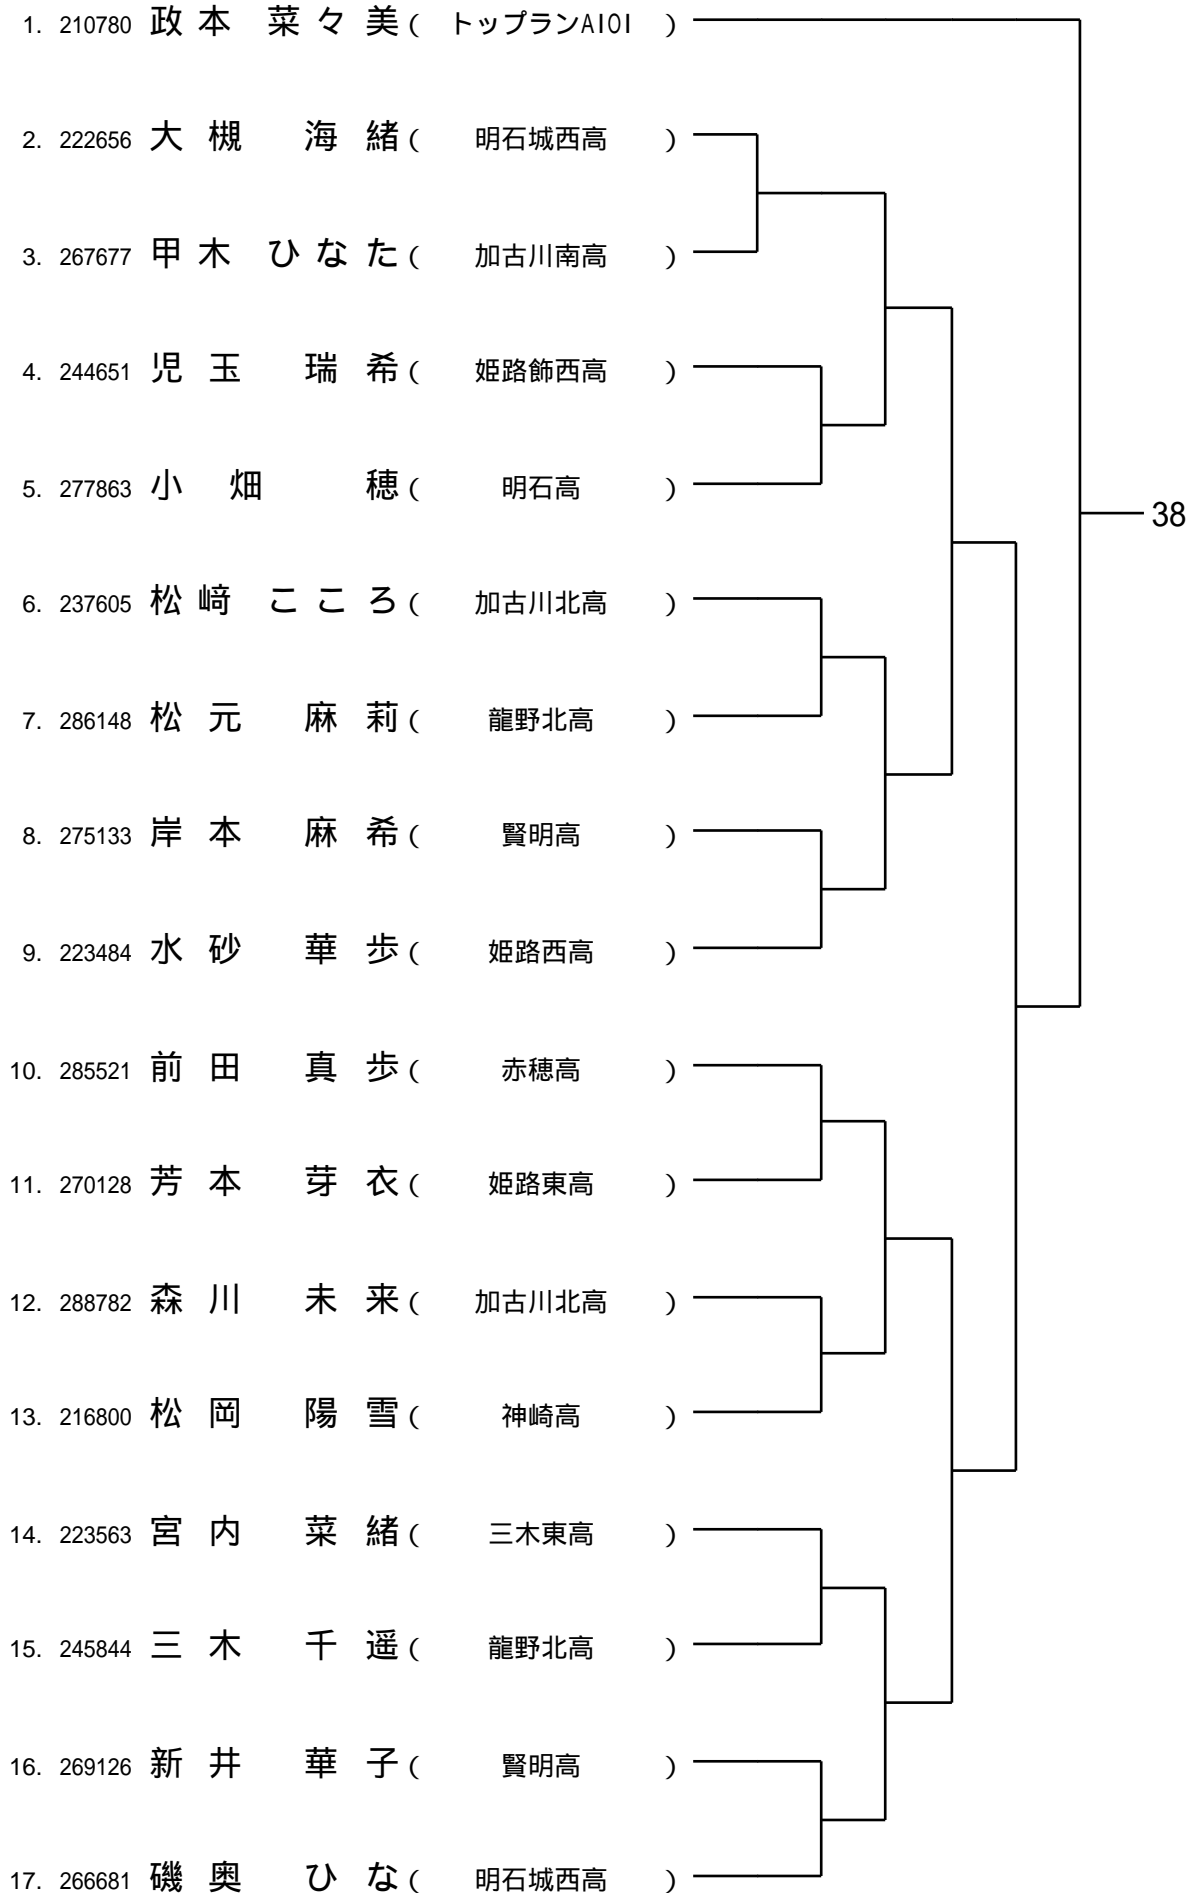 1. 210780 政本 菜々美 ( トップランAIOI )
2. 222656 大槻 海緒 ( 明石城西高 )
3. 267677 甲木 ひなた ( 加古川南高 )
4. 244651 児玉 瑞希 ( 姫路飾西高 )
5. 277863 小畑 穂 ( 明石高 )
38
6. 237605 松﨑 こころ ( 加古川北高 )
7. 286148 松元 麻莉 ( 龍野北高 )
8. 275133 岸本 麻希 ( 賢明高 )
9. 223484 水砂 華歩 ( 姫路西高 )
10. 285521 前田 真歩 ( 赤穂高 )
11. 270128 芳本 芽衣 ( 姫路東高 )
12. 288782 森川 未来 ( 加古川北高 )
13. 216800 松岡 陽雪 ( 神崎高 )
14. 223563 宮内 菜緒 ( 三木東高 )
15. 245844 三木 千遥 ( 龍野北高 )
16. 269126 新井 華子 ( 賢明高 )
17. 266681 磯奥 ひな ( 明石城西高 )